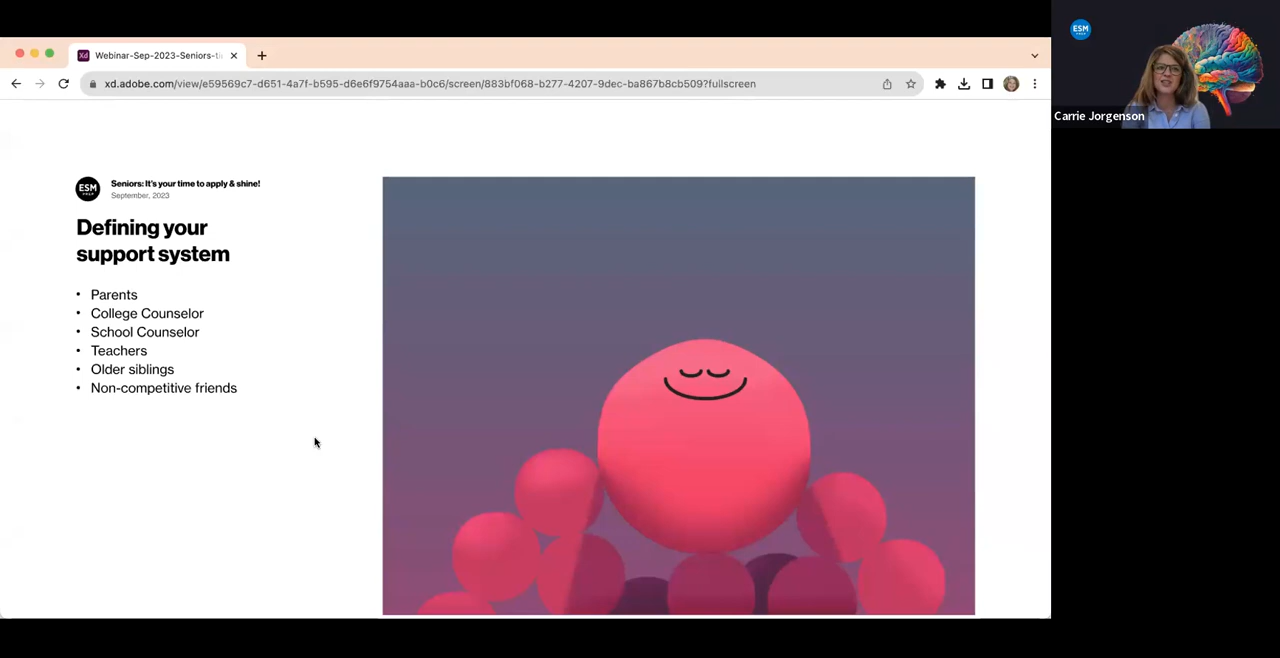 Webinar-Sep-2023-Seniors-ti
xd.adobe.com/view/e59569c7-d651-4a7f-b595-d6e6f9754aaa-b0c6/screen/883bf068-b277-4207-9dec-ba867b8cb509?fullscreen
ESM
Carrie Jorgenson
ESM
PREP
Seniors: It's your time to apply & shine!
September, 2023
Defining your
support system
• Parents
• College Counselor
• School Counselor
• Teachers
• Older siblings
• Non-competitive friends